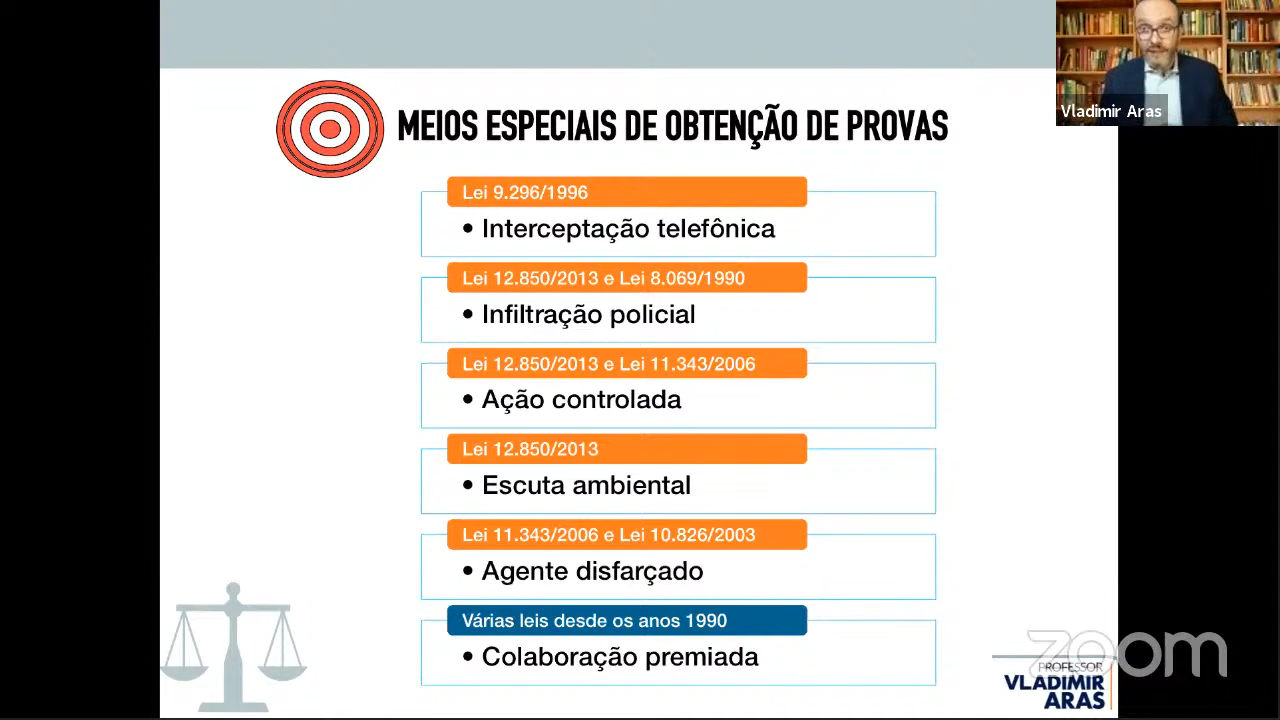 Vladimir Aras
MEIOS ESPECIAIS DE OBTENÇÃO DE PROVAS
Lei 9.296/1996
• Interceptação telefônica
Lei 12.850/2013 e Lei 8.069/1990
• Infiltração policial
Lei 12.850/2013 e Lei 11.343/2006
• Ação controlada
Lei 12.850/2013
• Escuta ambiental
Lei 11.343/2006 e Lei 10.826/2003
• Agente disfarçado
Várias leis desde os anos 1990
• Colaboração premiada
zoom
PROFESSOR
VLADIMIR
ARAS